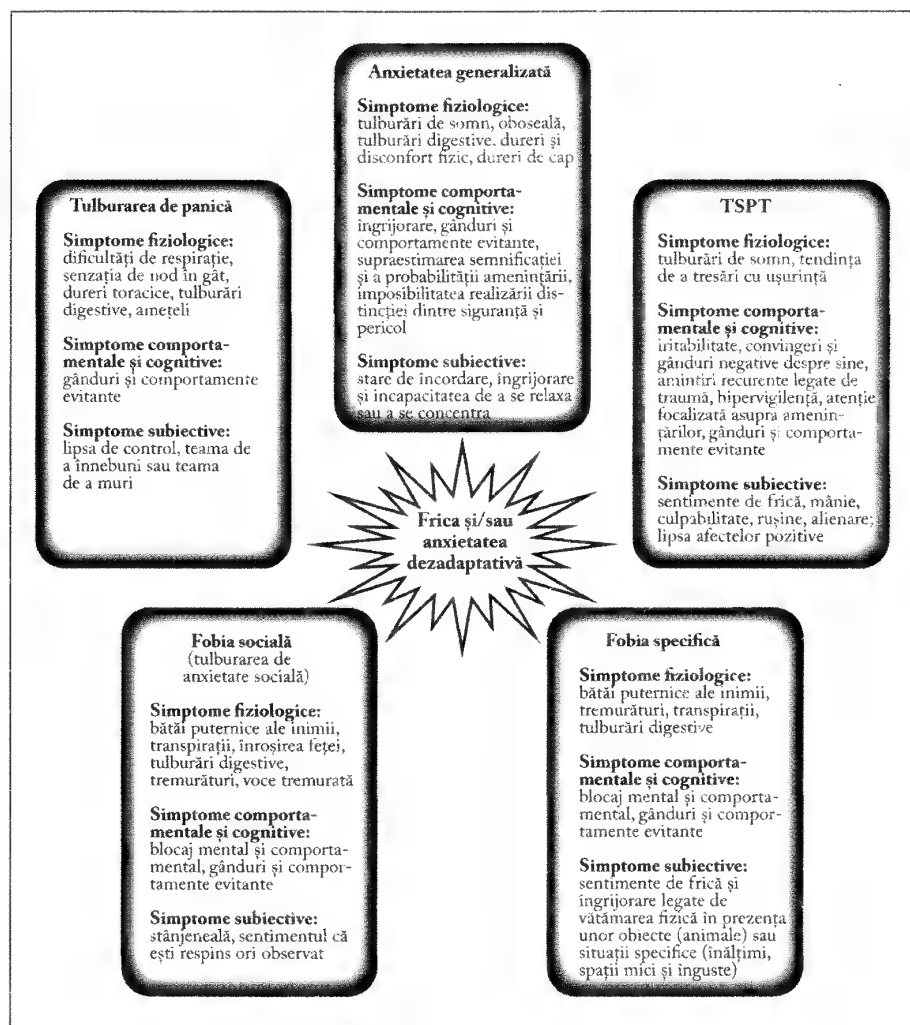 Anxietatea generalizată
Simptome fiziologice:
tulburări de somn, oboseală,
tulburări digestive, dureri și
disconfort fizic, dureri de cap
Simptome comporta-
mentale și cognitive:
îngrijorare, gânduri și
comportamente evitante,
supraestimarea semnificației
și a probabilității amenințării,
imposibilitatea realizării dis-
tincției dintre siguranță și
pericol
Simptome subiective:
stare de încordare, îngrijorare
și incapacitatea de a se relaxa
sau a se concentra
Tulburarea de panică
Simptome fiziologice:
dificultăți de respirație,
senzația de nod în gât,
dureri toracice, tulburări
digestive, amețeli
Simptome comporta-
mentale și cognitive:
gânduri și comportamente
evitante
Simptome subiective:
lipsa de control, teama de
a înnebuni sau teama
de a muri
TSPT
Simptome fiziologice:
tulburări de somn, tendința
de a tresări cu ușurință
Simptome comporta-
mentale și cognitive:
iritabilitate, convingeri și
gânduri negative despre sine,
amintiri recurente legate de
traumă, hipervigilență, atenție
focalizată asupra amenin-
țărilor, gânduri și comporta-
mente evitante
Simptome subiective:
sentimente de frică, mânie,
culpabilitate, rușine, alienare;
lipsa afectelor pozitive
Frica și/sau
anxietatea
dezadaptativă
Fobia socială
(tulburarea de
anxietate socială)
Simptome fiziologice:
bătăi puternice ale inimii,
transpirații, înroșirea feței,
tulburări digestive,
tremurături, voce tremurată
Simptome comporta-
mentale și cognitive:
blocaj mental și comporta-
mental, gânduri și compor-
tamente evitante
Simptome subiective:
stânjeneală, sentimentul că
ești respins ori observat
Fobia specifică
Simptome fiziologice:
bătăi puternice ale inimii,
tremurături, transpirații,
tulburări digestive
Simptome comporta-
mentale și cognitive:
blocaj mental și comporta-
mental, gânduri și compor-
tamente evitante
Simptome subiective:
sentimente de frică și
îngrijorare legate de
vătămarea fizică în prezența
unor obiecte (animale) sau
situații specifice (înălțimi,
spații mici și înguste)